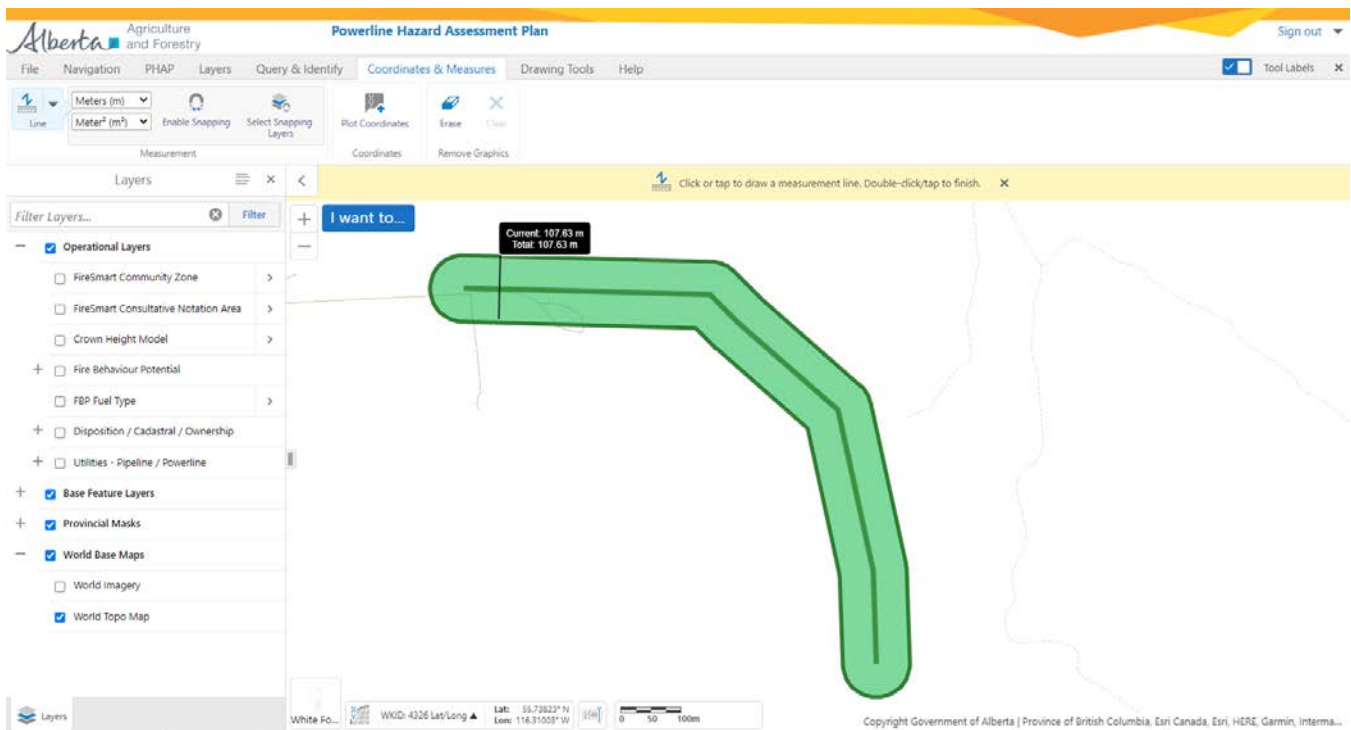 Alberta
Agriculture
and Forestry
Powerline Hazard Assessment Plan
Sign out
File Navigation PHAP Layers Query & Identify Coordinates & Measures Drawing Tools Help
Tool Labels
Line
Meters (m)
Meter² (m²)
Enable Snapping
Select Snapping
Layers
Plot Coordinates
Erase
Clear
Measurement
Coordinates
Remove Graphics
Layers
Click or tap to draw a measurement line. Double-click/tap to finish.
Filter Layers...
Filter
I want to...
Current: 107.63 m
Total: 107.63 m
Operational Layers
FireSmart Community Zone
FireSmart Consultative Notation Area
Crown Height Model
Fire Behaviour Potential
FBP Fuel Type
Disposition / Cadastral / Ownership
Utilities - Pipeline / Powerline
Base Feature Layers
Provincial Masks
World Base Maps
World Imagery
World Topo Map
Layers
White Fo...
WKID: 4326 Lat/Long
Lat: 55.73823° N
Lon: 116.31003° W
0 50 100m
Copyright Government of Alberta | Province of British Columbia, Esri Canada, Esri, HERE, Garmin, Interma...